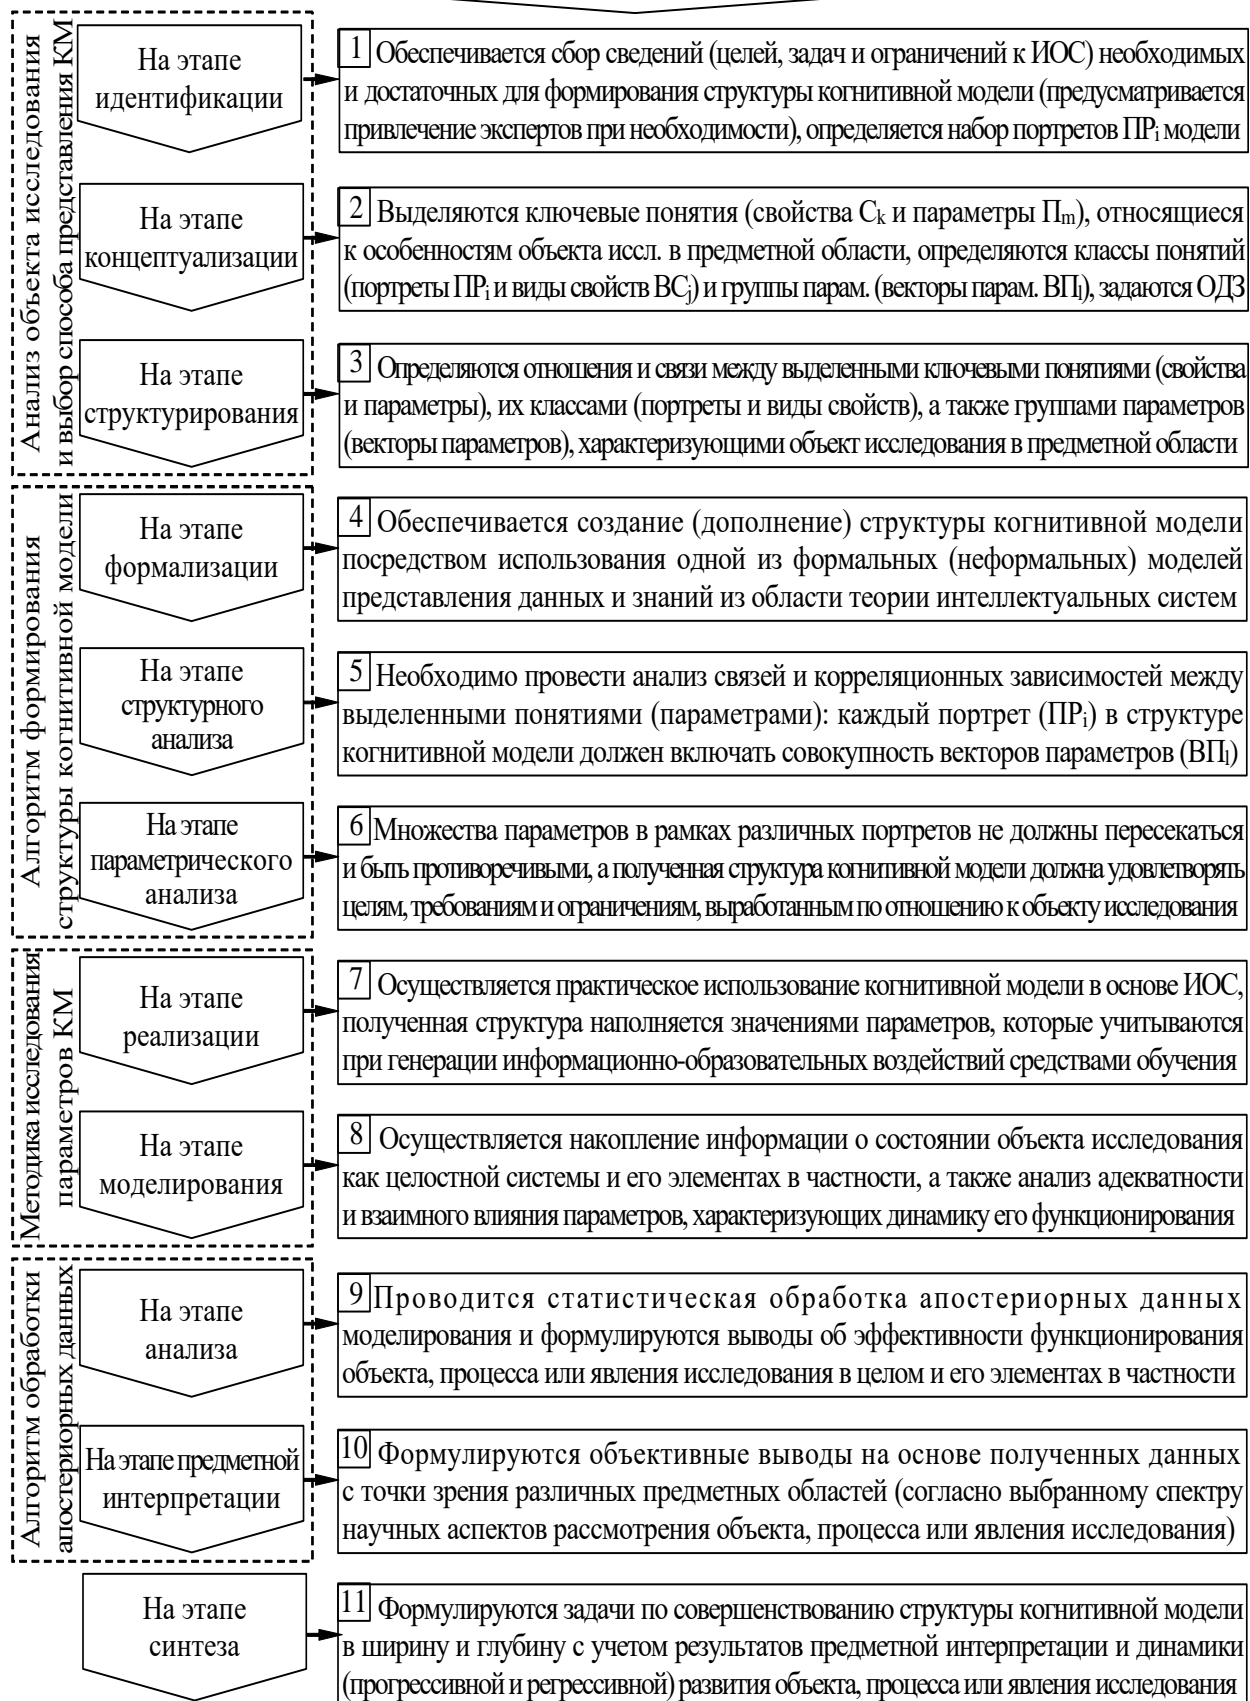 Анализ объекта исследования
и выбор способа представления КМ
На этапе
идентификации
1 Обеспечивается сбор сведений (целей, задач и ограничений к ИОС) необходимых
и достаточных для формирования структуры когнитивной модели (предусматривается
привлечение экспертов при необходимости), определяется набор портретов ПРi модели
На этапе
концептуализации
2 Выделяются ключевые понятия (свойства Сk и параметры Пm), относящиеся
к особенностям объекта иссл. в предметной области, определяются классы понятий
(портреты ПРi и виды свойств ВСj) и группы парам. (векторы парам. ВПl), задаются ОДЗ
На этапе
структурирования
3 Определяются отношения и связи между выделенными ключевыми понятиями (свойства
и параметры), их классами (портреты и виды свойств), а также группами параметров
(векторы параметров), характеризующими объект исследования в предметной области
Алгоритм формирования
структуры когнитивной модели
На этапе
формализации
4 Обеспечивается создание (дополнение) структуры когнитивной модели
посредством использования одной из формальных (неформальных) моделей
представления данных и знаний из области теории интеллектуальных систем
На этапе
структурного
анализа
5 Необходимо провести анализ связей и корреляционных зависимостей между
выделенными понятиями (параметрами): каждый портрет (ПРi) в структуре
когнитивной модели должен включать совокупность векторов параметров (ВПl)
На этапе
параметрического
анализа
6 Множества параметров в рамках различных портретов не должны пересекаться
и быть противоречивыми, а полученная структура когнитивной модели должна удовлетворять
целям, требованиям и ограничениям, выработанным по отношению к объекту исследования
Методика исследования
параметров КМ
На этапе
реализации
7 Осуществляется практическое использование когнитивной модели в основе ИОС,
полученная структура наполняется значениями параметров, которые учитываются
при генерации информационно-образовательных воздействий средствами обучения
На этапе
моделирования
8 Осуществляется накопление информации о состоянии объекта исследования
как целостной системы и его элементах в частности, а также анализ адекватности
и взаимного влияния параметров, характеризующих динамику его функционирования
Алгоритм обработки
апостериорных данных
На этапе
анализа
9 Проводится статистическая обработка апостериорных данных
моделирования и формулируются выводы об эффективности функционирования
объекта, процесса или явления исследования в целом и его элементах в частности
На этапе предметной
интерпретации
10 Формулируются объективные выводы на основе полученных данных
с точки зрения различных предметных областей (согласно выбранному спектру
научных аспектов рассмотрения объекта, процесса или явления исследования)
На этапе
синтеза
11 Формулируются задачи по совершенствованию структуры когнитивной модели
в ширину и глубину с учетом результатов предметной интерпретации и динамики
(прогрессивной и регрессивной) развития объекта, процесса или явления исследования